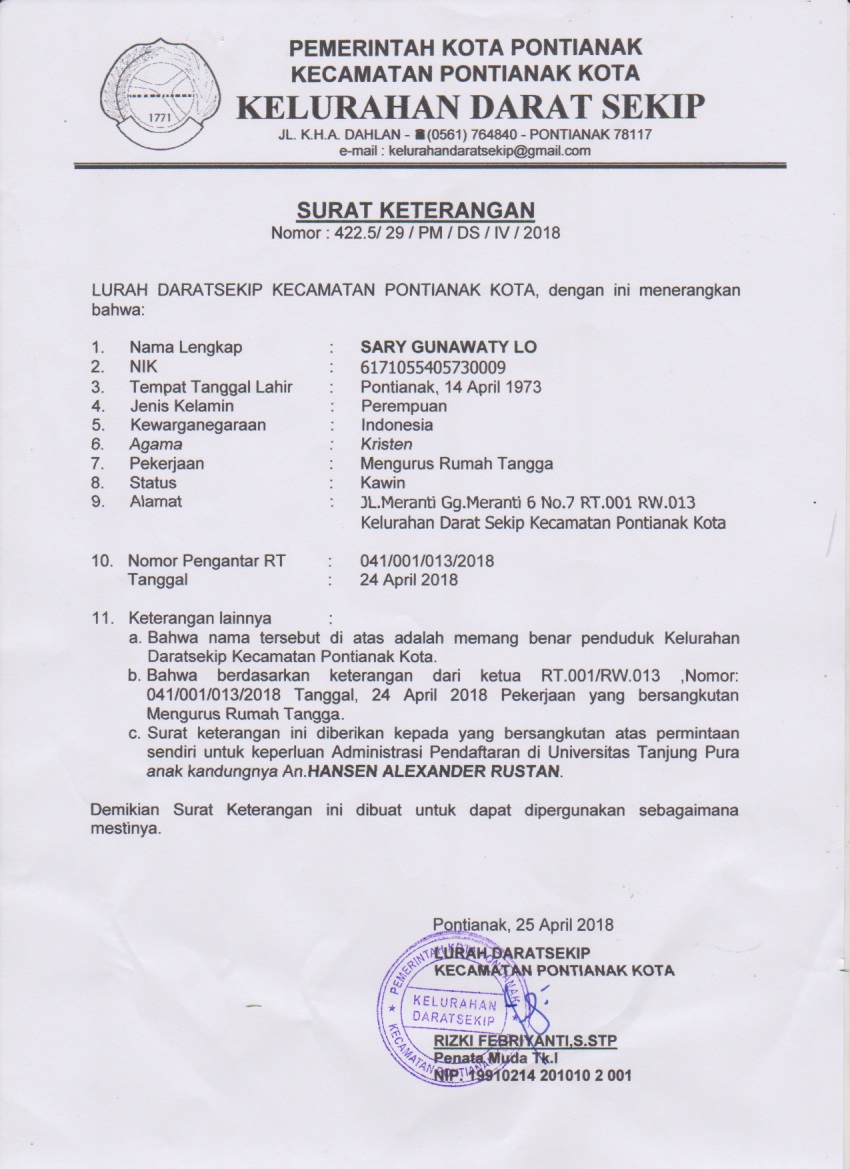 1771
PEMERINTAH KOTA PONTIANAK
KECAMATAN PONTIANAK KOTA
KELURAHAN DARAT SEKIP
JL. K.H.A. DAHLAN - ☎(0561) 764840 - PONTIANAK 78117
e-mail : kelurahandaratsekip@gmail.com
SURAT KETERANGAN
Nomor : 422.5/ 29 / PM / DS / IV / 2018
LURAH DARATSEKIP KECAMATAN PONTIANAK KOTA, dengan ini menerangkan
bahwa:
1. Nama Lengkap : SARY GUNAWATY LO
2. NIK : 6171055405730009
3. Tempat Tanggal Lahir : Pontianak, 14 April 1973
4. Jenis Kelamin : Perempuan
5. Kewarganegaraan : Indonesia
6. Agama : Kristen
7. Pekerjaan : Mengurus Rumah Tangga
8. Status : Kawin
9. Alamat : JL.Meranti Gg.Meranti 6 No.7 RT.001 RW.013
Kelurahan Darat Sekip Kecamatan Pontianak Kota
10. Nomor Pengantar RT : 041/001/013/2018
Tanggal : 24 April 2018
11. Keterangan lainnya :
a. Bahwa nama tersebut di atas adalah memang benar penduduk Kelurahan
Daratsekip Kecamatan Pontianak Kota.
b. Bahwa berdasarkan keterangan dari ketua RT.001/RW.013 ,Nomor:
041/001/013/2018 Tanggal, 24 April 2018 Pekerjaan yang bersangkutan
Mengurus Rumah Tangga.
c. Surat keterangan ini diberikan kepada yang bersangkutan atas permintaan
sendiri untuk keperluan Administrasi Pendaftaran di Universitas Tanjung Pura
anak kandungnya An.HANSEN ALEXANDER RUSTAN.
Demikian Surat Keterangan ini dibuat untuk dapat dipergunakan sebagaimana
mestinya.
Pontianak, 25 April 2018
LURAH DARATSEKIP
KECAMATAN PONTIANAK KOTA
PEMERINTAH KOTA PONTIANAK
KELURAHAN
DARATSEKIP
KECAMATAN PONTIANAK
RIZKI FEBRIYANTI,S.STP
Penata Muda Tk.I
NIP. 19910214 201010 2 001